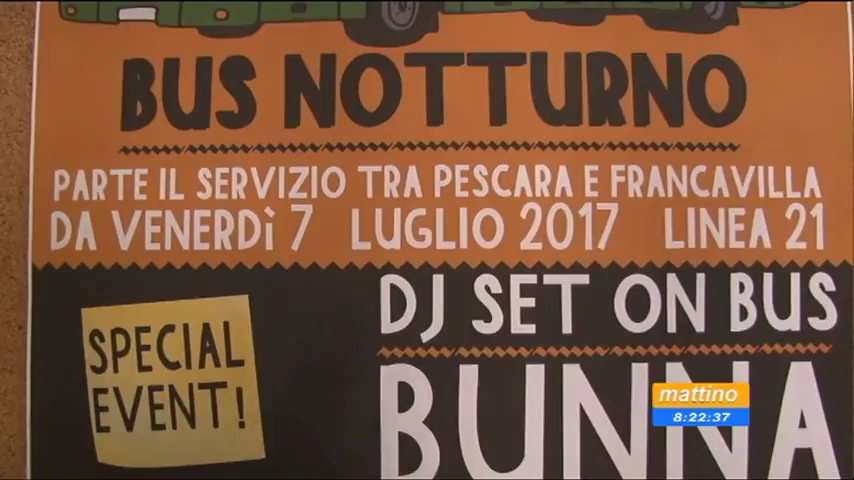 BUS NOTTURNO
PARTE IL SERVIZIO TRA PESCARA E FRANCAVILLA
DA VENERDì 7 LUGLIO 2017 LINEA 21
DJ SET ON BUS
SPECIAL
EVENT!
BUNNA
mattino
8:22:37